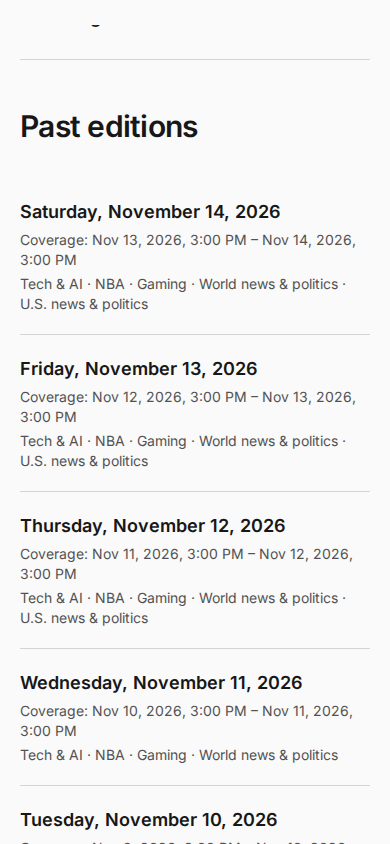 Past editions
Saturday, November 14, 2026
Coverage: Nov 13, 2026, 3:00 PM – Nov 14, 2026,
3:00 PM
Tech & AI · NBA · Gaming · World news & politics ·
U.S. news & politics
Friday, November 13, 2026
Coverage: Nov 12, 2026, 3:00 PM – Nov 13, 2026,
3:00 PM
Tech & AI · NBA · Gaming · World news & politics ·
U.S. news & politics
Thursday, November 12, 2026
Coverage: Nov 11, 2026, 3:00 PM – Nov 12, 2026,
3:00 PM
Tech & AI · NBA · Gaming · World news & politics ·
U.S. news & politics
Wednesday, November 11, 2026
Coverage: Nov 10, 2026, 3:00 PM – Nov 11, 2026,
3:00 PM
Tech & AI · NBA · Gaming · World news & politics
Tuesday, November 10, 2026